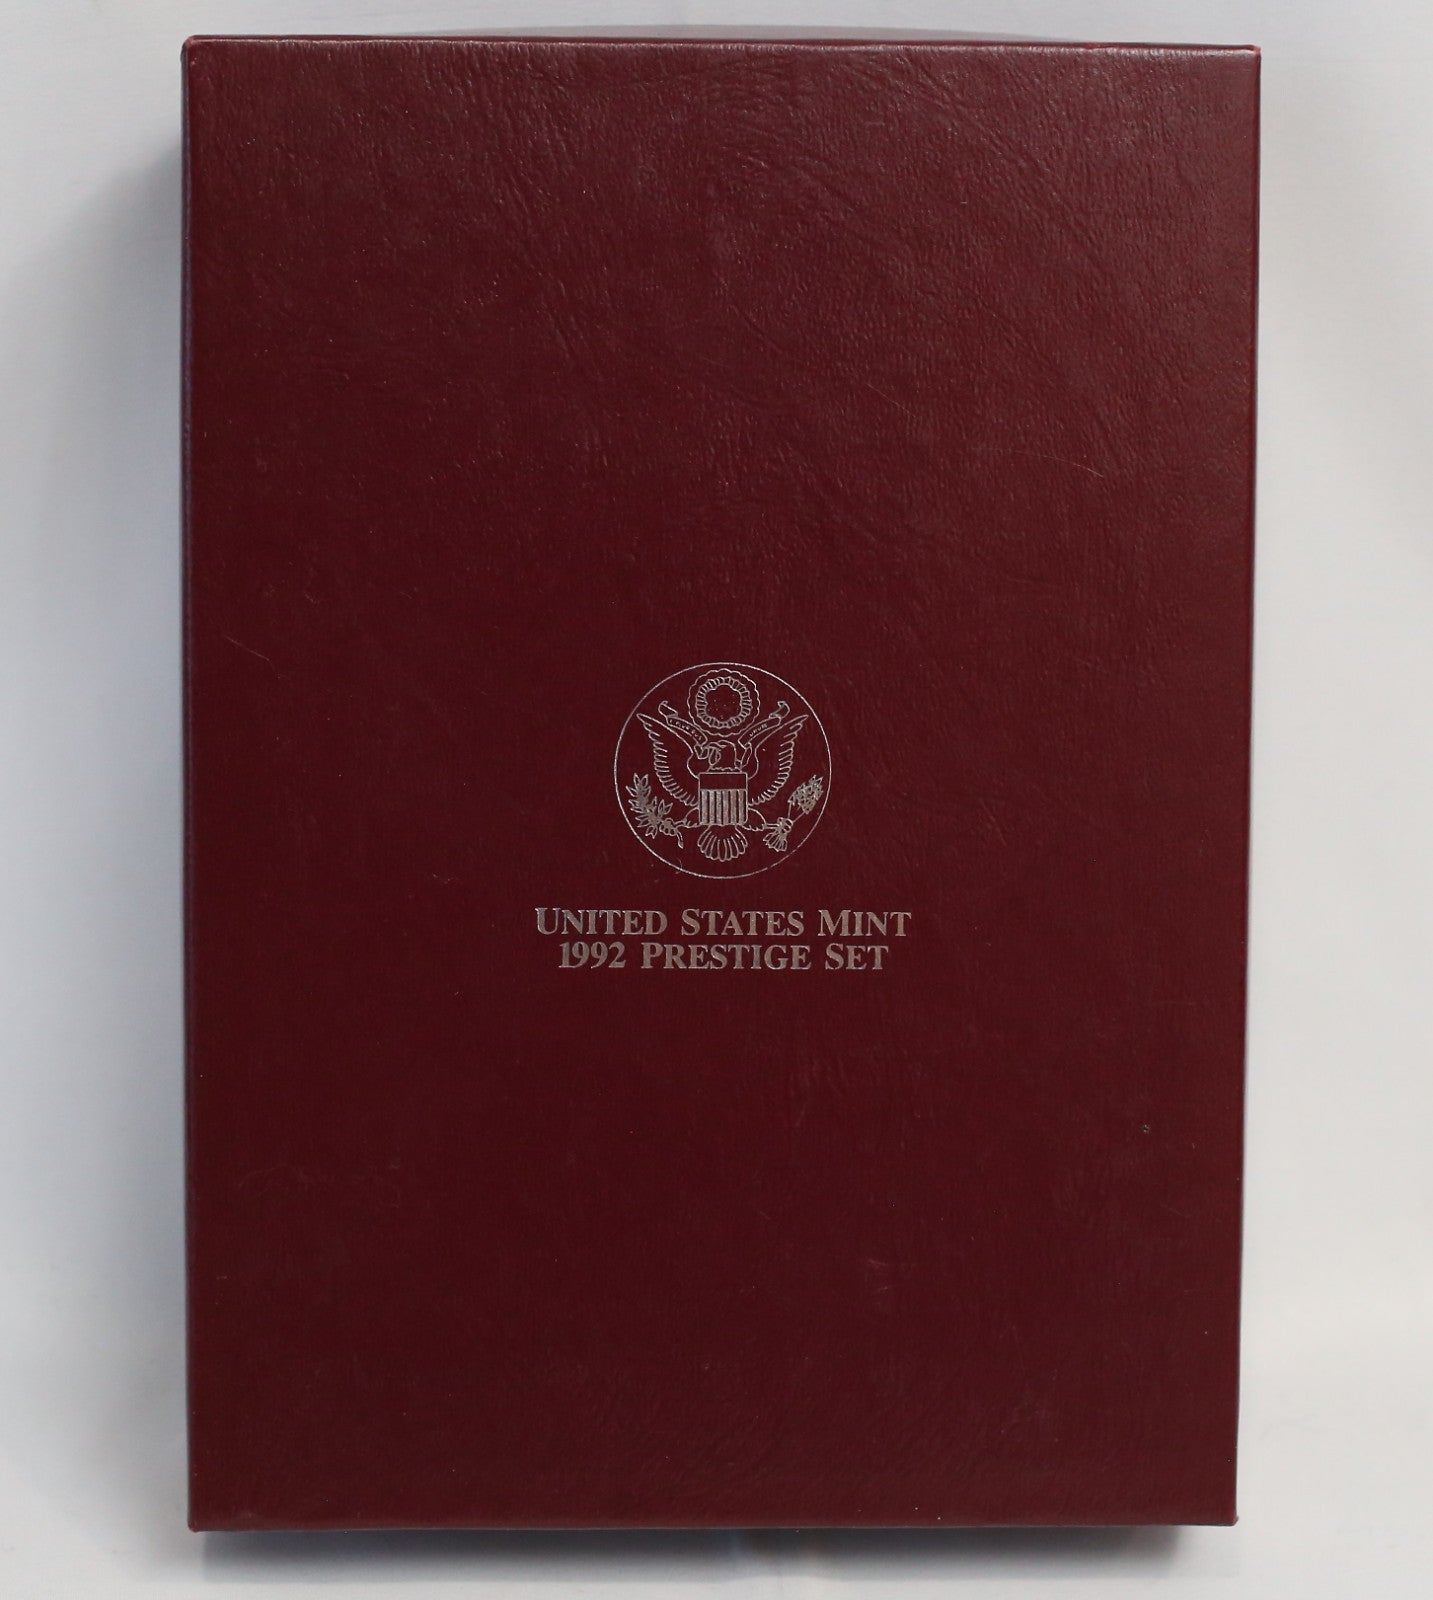 UNITED STATES MINT
1992 PRESTIGE SET